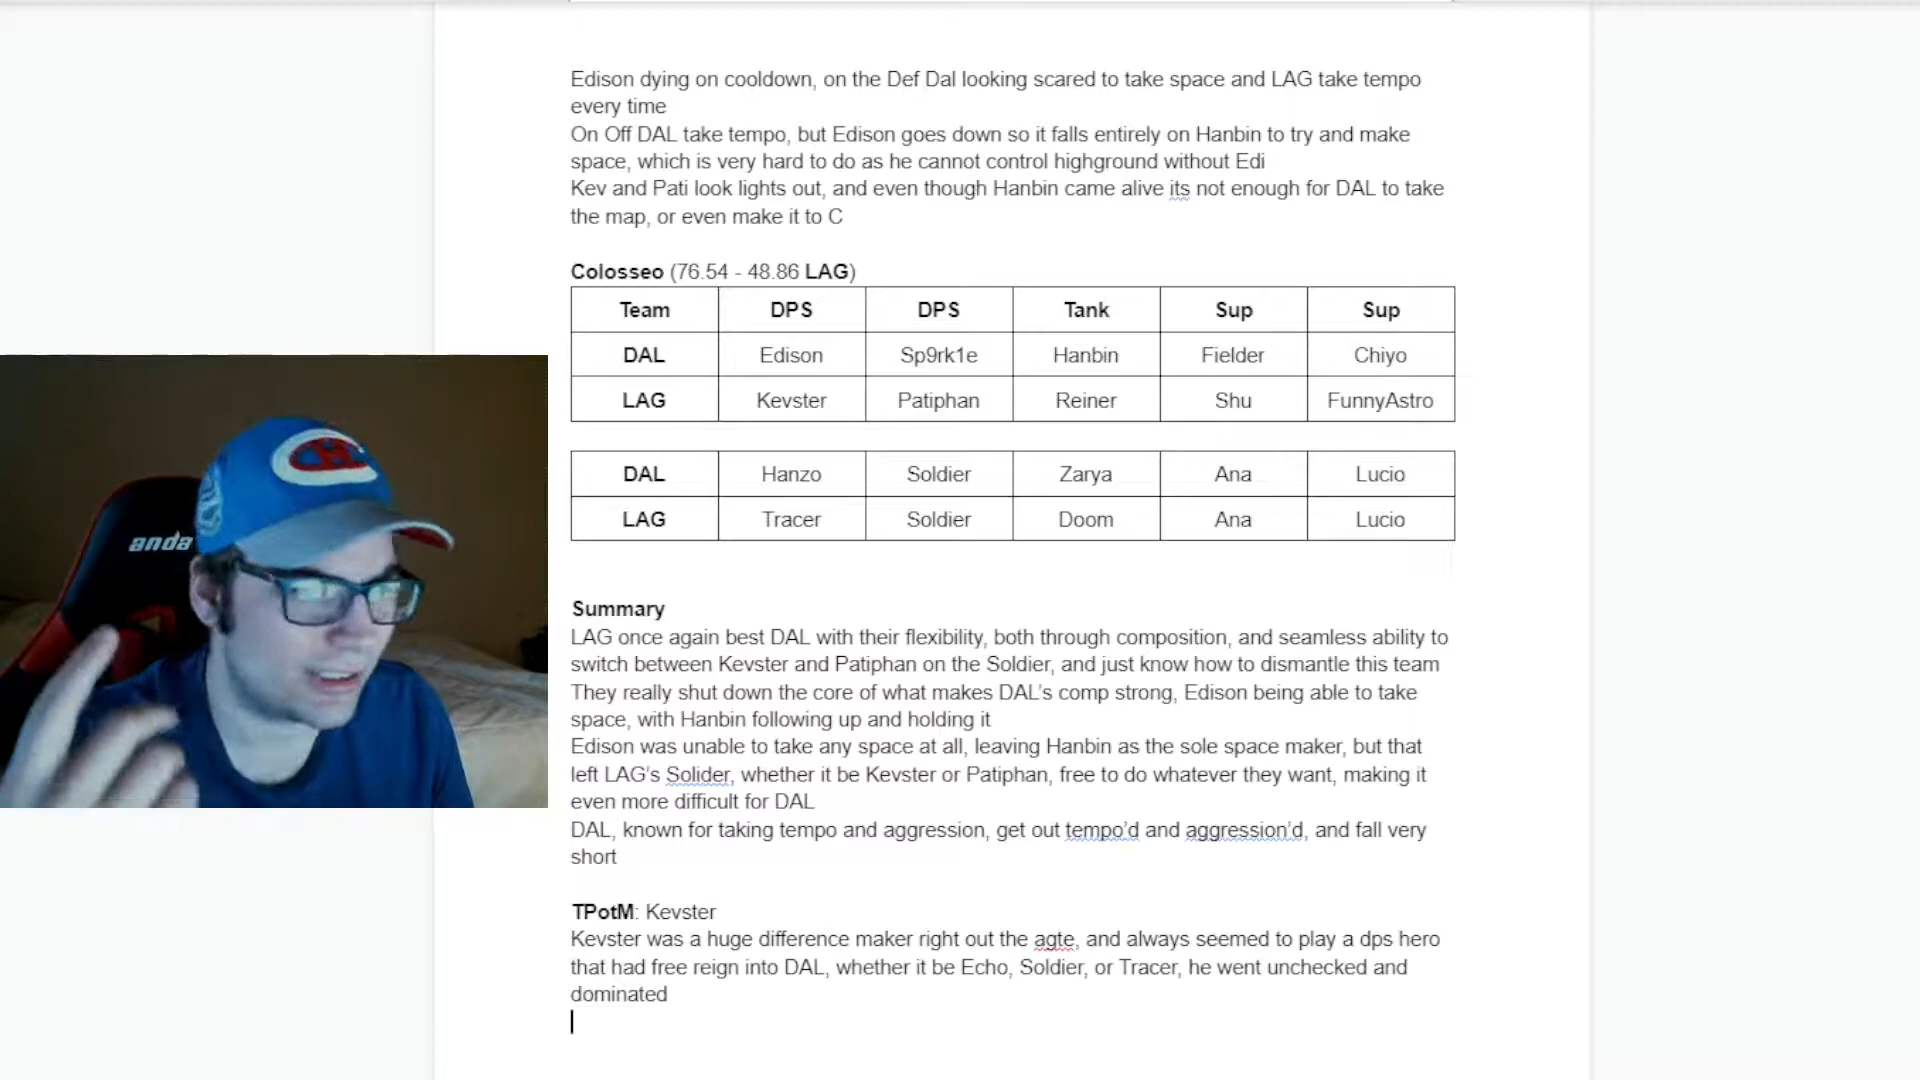 Edison dying on cooldown, on the Def Dal looking scared to take space and LAG take tempo
every time
On Off DAL take tempo, but Edison goes down so it falls entirely on Hanbin to try and make
space, which is very hard to do as he cannot control highground without Edi
Kev and Pati look lights out, and even though Hanbin came alive its not enough for DAL to take
the map, or even make it to C
Colosseo (76.54 - 48.86 LAG)
Team DPS DPS Tank Sup Sup
DAL Edison Sp9rk1e Hanbin Fielder Chiyo
LAG Kevster Patiphan Reiner Shu FunnyAstro
DAL Hanzo Soldier Zarya Ana Lucio
LAG Tracer Soldier Doom Ana Lucio
anda
Summary
LAG once again best DAL with their flexibility, both through composition, and seamless ability to
switch between Kevster and Patiphan on the Soldier, and just know how to dismantle this team
They really shut down the core of what makes DAL's comp strong, Edison being able to take
space, with Hanbin following up and holding it
Edison was unable to take any space at all, leaving Hanbin as the sole space maker, but that
left LAG's Solider, whether it be Kevster or Patiphan, free to do whatever they want, making it
even more difficult for DAL
DAL, known for taking tempo and aggression, get out tempo'd and aggression'd, and fall very
short
TPotM: Kevster
Kevster was a huge difference maker right out the agte, and always seemed to play a dps hero
that had free reign into DAL, whether it be Echo, Soldier, or Tracer, he went unchecked and
dominated